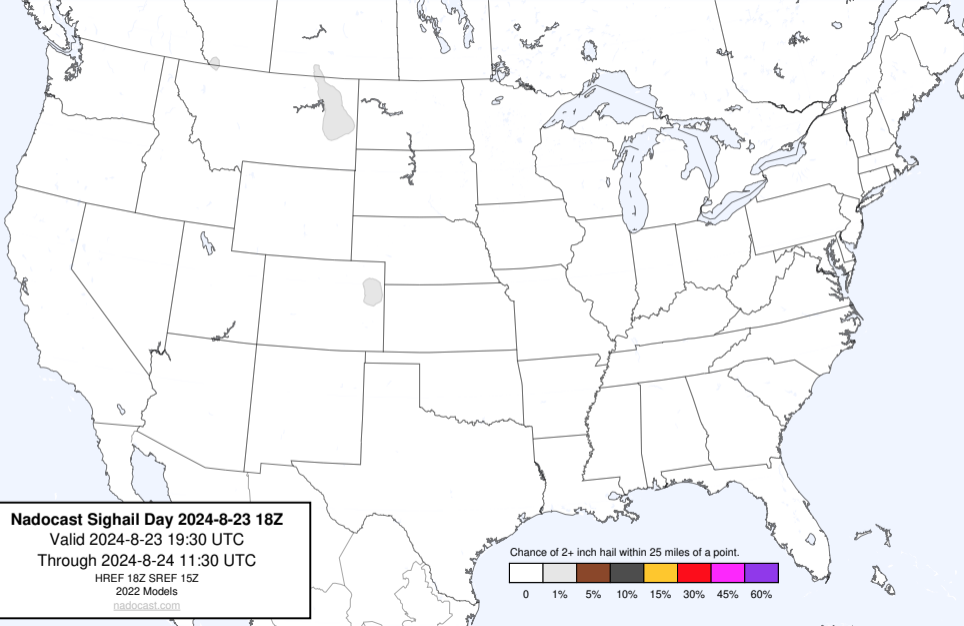 Nadocast Sighail Day 2024-8-23 18Z
Valid 2024-8-23 19:30 UTC
Through 2024-8-24 11:30 UTC
HREF 18Z SREF 15Z
2022 Models
nadocast.com
Chance of 2+ inch hail within 25 miles of a point.
0 1% 5% 10% 15% 30% 45% 60%